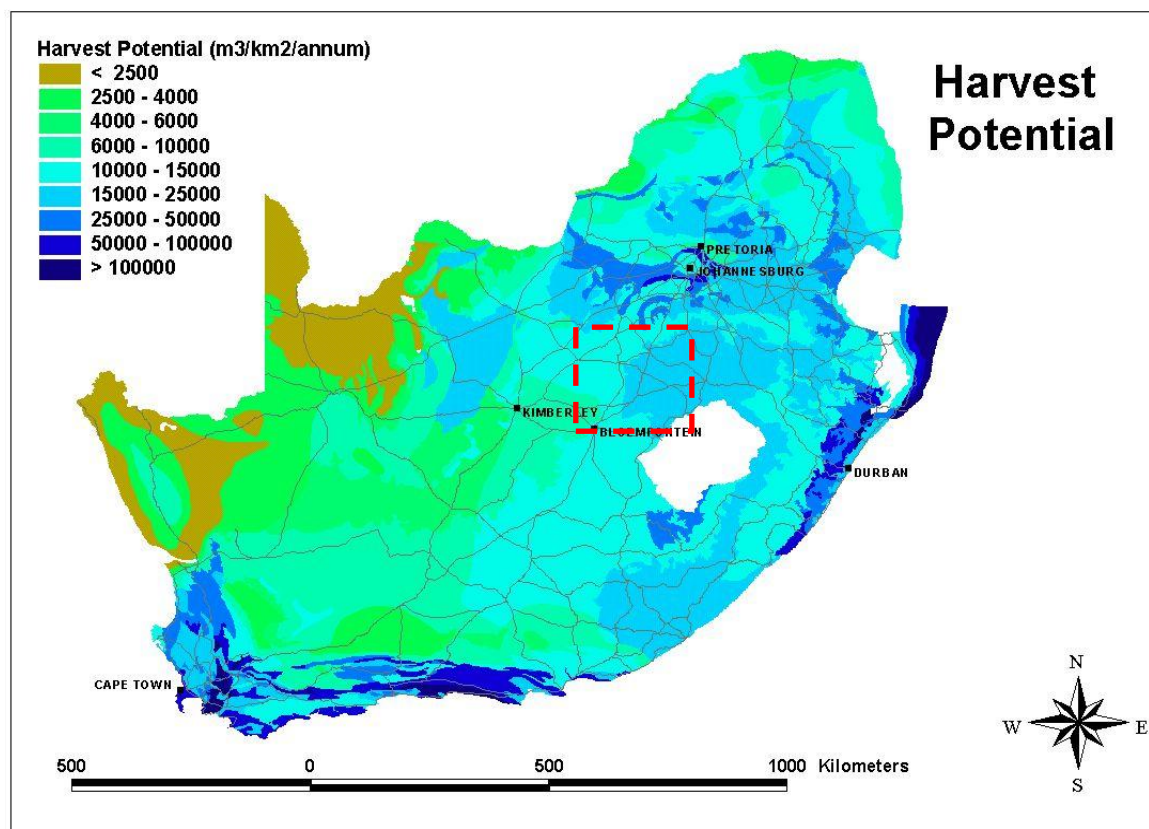 Harvest Potential (m3/km2/annum)
< 2500
2500 - 4000
4000 - 6000
6000 - 10000
10000 - 15000
15000 - 25000
25000 - 50000
50000 - 100000
> 100000
Harvest
Potential
PRETORIA
JOHANNESBURG
KIMBERLEY
BLOEMFONTEIN
DURBAN
CAPE TOWN
N
W
E
S
500
0
500
1000 Kilometers